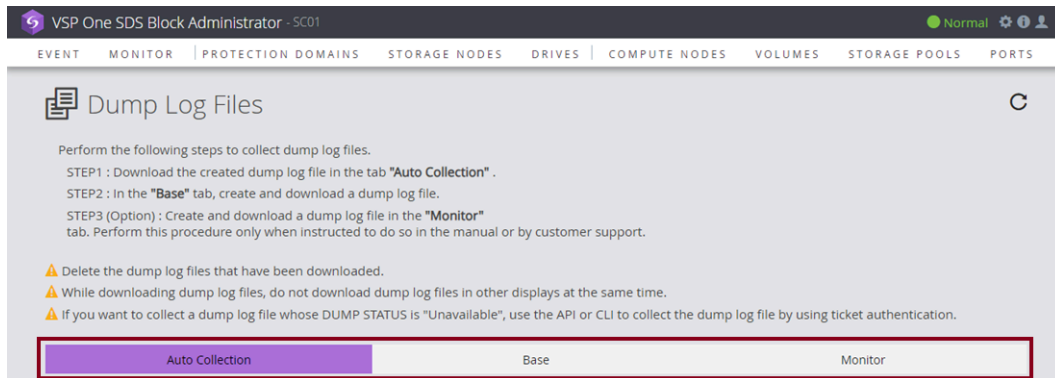 VSP One SDS Block Administrator - SC01
Normal
EVENT MONITOR PROTECTION DOMAINS STORAGE NODES DRIVES COMPUTE NODES VOLUMES STORAGE POOLS PORTS
Dump Log Files
Perform the following steps to collect dump log files.
STEP1 : Download the created dump log file in the tab "Auto Collection" .
STEP2 : In the "Base" tab, create and download a dump log file.
STEP3 (Option) : Create and download a dump log file in the "Monitor"
tab. Perform this procedure only when instructed to do so in the manual or by customer support.
Delete the dump log files that have been downloaded.
While downloading dump log files, do not download dump log files in other displays at the same time.
If you want to collect a dump log file whose DUMP STATUS is "Unavailable", use the API or CLI to collect the dump log file by using ticket authentication.
Auto Collection Base Monitor